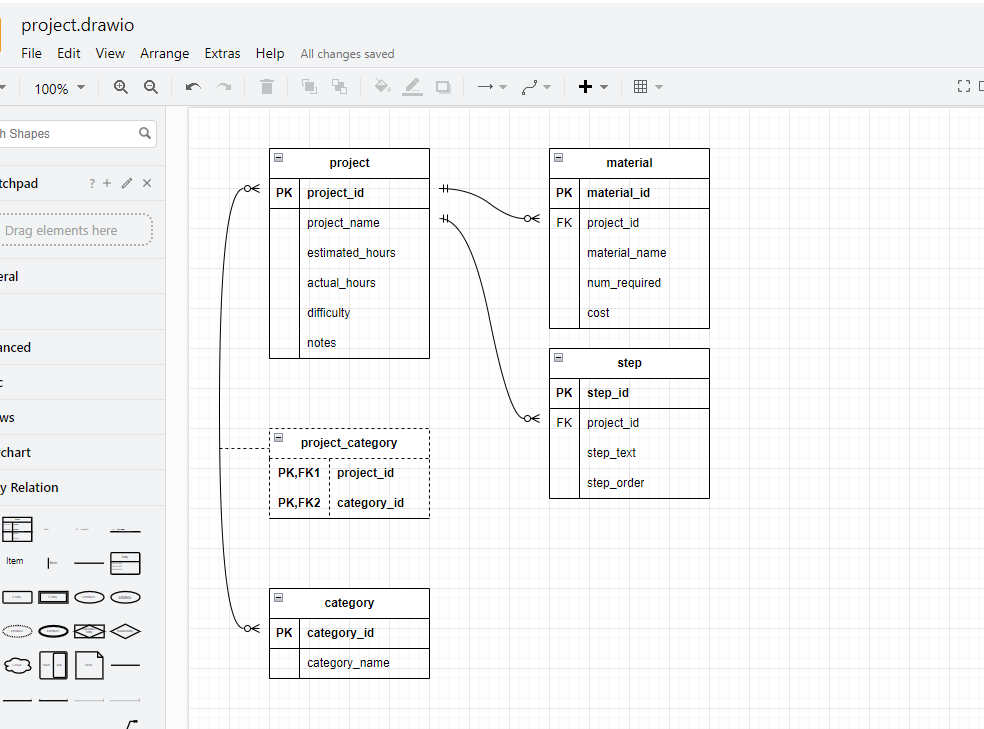 project.drawio
File Edit View Arrange Extras Help All changes saved
100%
h Shapes
tchpad
Drag elements here
eral
anced
c
ws
chart
y Relation
Item
project
PK project_id
project_name
estimated_hours
actual_hours
difficulty
notes
material
PK material_id
FK project_id
material_name
num_required
cost
step
PK step_id
FK project_id
step_text
step_order
project_category
PK,FK1 project_id
PK,FK2 category_id
category
PK category_id
category_name